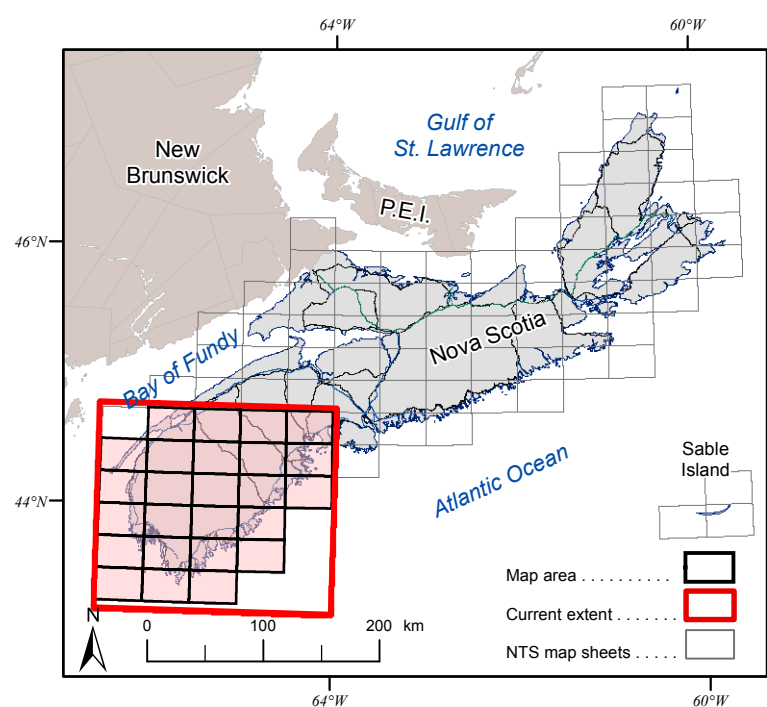 64°W
60°W
Gulf of
St. Lawrence
New
Brunswick
P.E.I.
46°N
Nova Scotia
Bay of Fundy
Atlantic Ocean
Sable
Island
44°N
Map area . . . . . . . . . .
Current extent . . . . . . .
NTS map sheets . . . . .
N
0 100 200 km
64°W
60°W